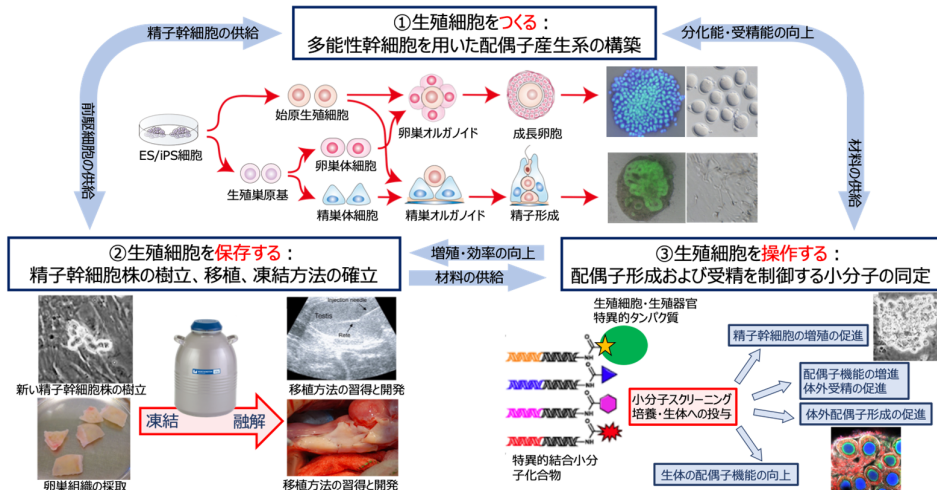 ①生殖細胞をつくる：
多能性幹細胞を用いた配偶子産生系の構築
精子幹細胞の供給
分化能・受精能の向上
前駆細胞の供給
材料の供給
ES/iPS細胞
始原生殖細胞
生殖巣原基
卵巣体細胞
精巣体細胞
卵巣オルガノイド
成長卵胞
精巣オルガノイド
精子形成
②生殖細胞を保存する：
精子幹細胞株の樹立、移植、凍結方法の確立
増殖・効率の向上
材料の供給
③生殖細胞を操作する：
配偶子形成および受精を制御する小分子の同定
新い精子幹細胞株の樹立
卵巣組織の採取
凍結
融解
Injection needle
Testis
Rete
移植方法の習得と開発
移植方法の習得と開発
生殖細胞・生殖器官
特異的タンパク質
O
NH
O
NH
O
NH
O
NH
特異的結合小分
子化合物
小分子スクリーニング
培養・生体への投与
精子幹細胞の増殖の促進
配偶子機能の増進
体外受精の促進
体外配偶子形成の促進
生体の配偶子機能の向上